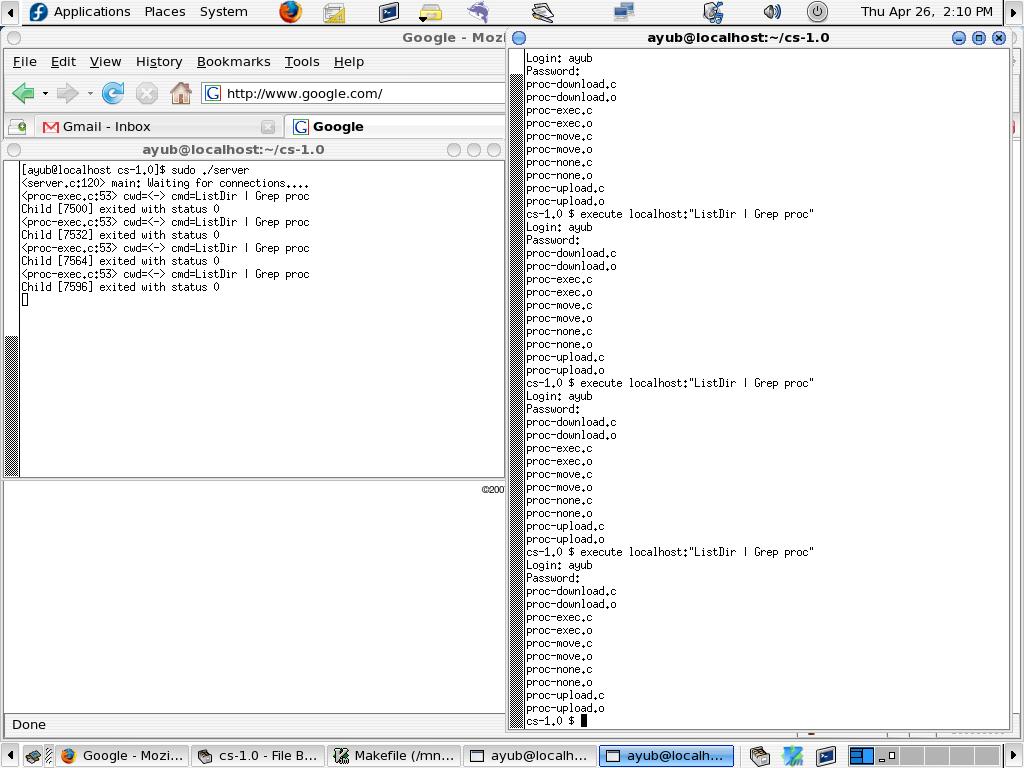 Applications Places System Thu Apr 26, 2:10 PM
Google - Mozi
File Edit View History Bookmarks Tools Help
http://www.google.com/
Gmail - Inbox Google
ayub@localhost:~/cs-1.0
[ayub@localhost cs-1.0]$ sudo ./server
<server.c:120> main: Waiting for connections....
<proc-exec.c:53> cwd=<-> cmd=ListDir | Grep proc
Child [7500] exited with status 0
<proc-exec.c:53> cwd=<-> cmd=ListDir | Grep proc
Child [7532] exited with status 0
<proc-exec.c:53> cwd=<-> cmd=ListDir | Grep proc
Child [7564] exited with status 0
<proc-exec.c:53> cwd=<-> cmd=ListDir | Grep proc
Child [7596] exited with status 0
©200
Done
ayub@localhost:~/cs-1.0
Login: ayub
Password:
proc-download.c
proc-download.o
proc-exec.c
proc-exec.o
proc-move.c
proc-move.o
proc-none.c
proc-none.o
proc-upload.c
proc-upload.o
cs-1.0 $ execute localhost:"ListDir | Grep proc"
Login: ayub
Password:
proc-download.c
proc-download.o
proc-exec.c
proc-exec.o
proc-move.c
proc-move.o
proc-none.c
proc-none.o
proc-upload.c
proc-upload.o
cs-1.0 $ execute localhost:"ListDir | Grep proc"
Login: ayub
Password:
proc-download.c
proc-download.o
proc-exec.c
proc-exec.o
proc-move.c
proc-move.o
proc-none.c
proc-none.o
proc-upload.c
proc-upload.o
cs-1.0 $ execute localhost:"ListDir | Grep proc"
Login: ayub
Password:
proc-download.c
proc-download.o
proc-exec.c
proc-exec.o
proc-move.c
proc-move.o
proc-none.c
proc-none.o
proc-upload.c
proc-upload.o
cs-1.0 $
Google - Mozi... cs-1.0 - File B... Makefile (/mn... ayub@localh... ayub@localh...